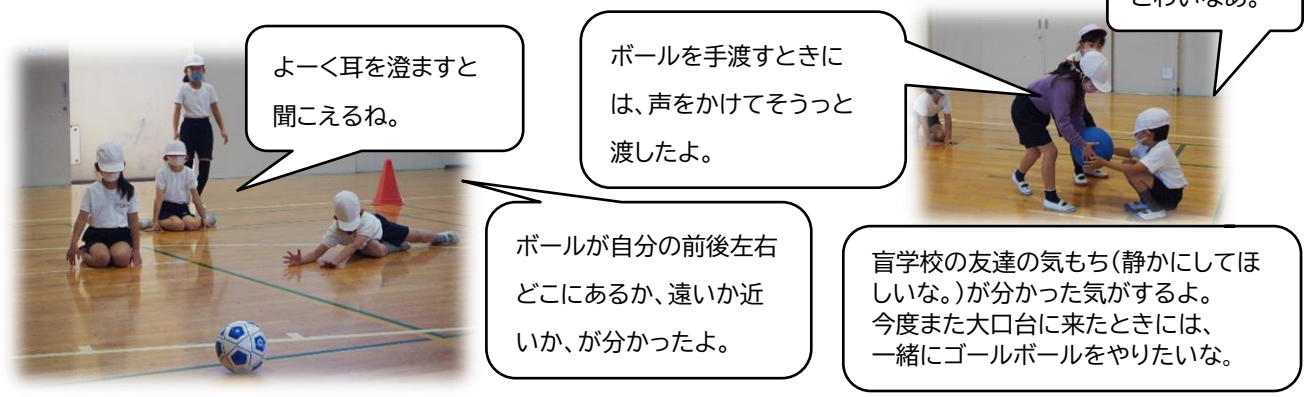 よーく耳を澄ますと
聞こえるね。
ボールを手渡すときに
は、声をかけてそうっと
渡したよ。
こわいなあ。
ボールが自分の前後左右
どこにあるか、遠いか近
いか、が分かったよ。
盲学校の友達の気もち(静かにしてほ
しいな。)が分かった気がするよ。
今度また大口台に来たときには、
一緒にゴールボールをやりたいな。